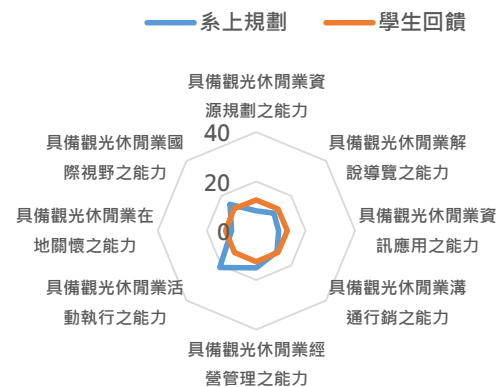 系上規劃 學生回饋
具備觀光休閒業資
源規劃之能力
40
具備觀光休閒業國
際視野之能力
具備觀光休閒業解
說導覽之能力
20
具備觀光休閒業在
地關懷之能力
0
具備觀光休閒業資
訊應用之能力
具備觀光休閒業活
動執行之能力
具備觀光休閒業溝
通行銷之能力
具備觀光休閒業經
營管理之能力